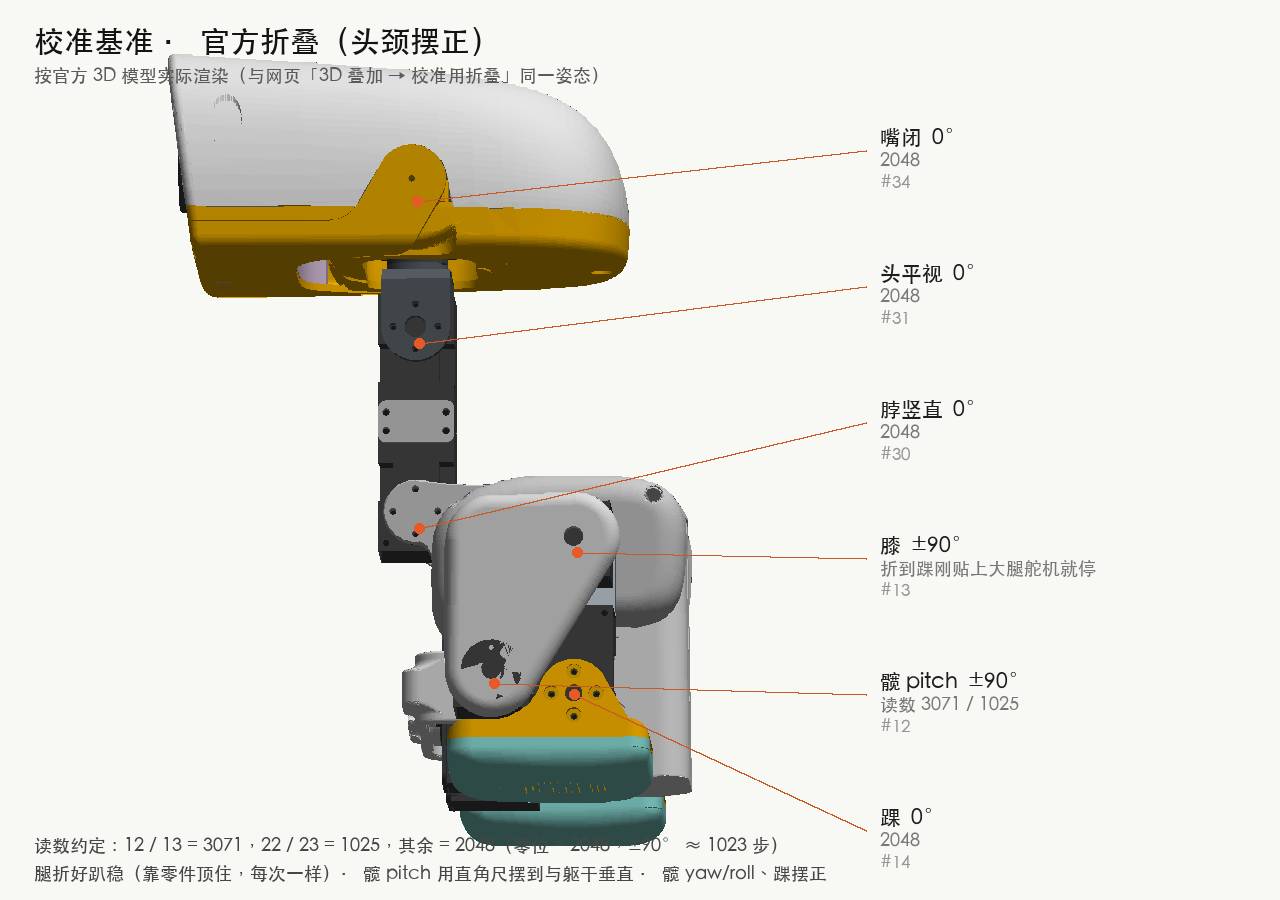 校准基准 · 官方折叠（头颈摆正）
按官方 3D 模型实际渲染（与网页「3D 叠加 → 校准用折叠」同一姿态）
嘴闭 0°
2048
#34
头平视 0°
2048
#31
脖竖直 0°
2048
#30
膝 ±90°
折到踝刚贴上大腿舵机就停
#13
髋 pitch ±90°
读数 3071 / 1025
#12
踝 0°
2048
#14
读数约定：12 / 13 = 3071，22 / 23 = 1025，其余 = 2048（零位 2048，±90° ≈ 1023 步）
腿折好趴稳（靠零件顶住，每次一样）· 髋 pitch 用直角尺摆到与躯干垂直 · 髋 yaw/roll、踝摆正